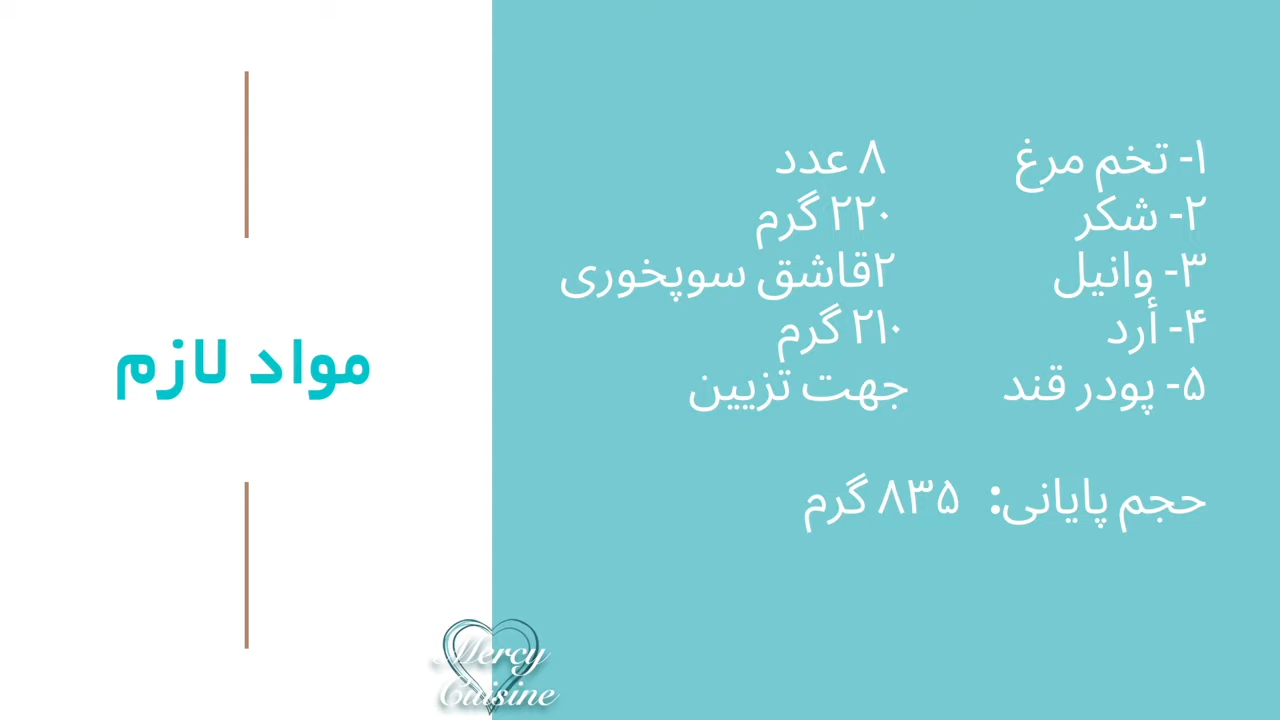 مواد لازم
۱- تخم مرغ ۸ عدد
۲- شکر ۲۲۰ گرم
۳- وانیل ۲قاشق سوپخوری
۴- أرد ۲۱۰ گرم
۵- پودر قند جهت تزیین
حجم پایانی: ۸۳۵ گرم
Mercy
Cuisine